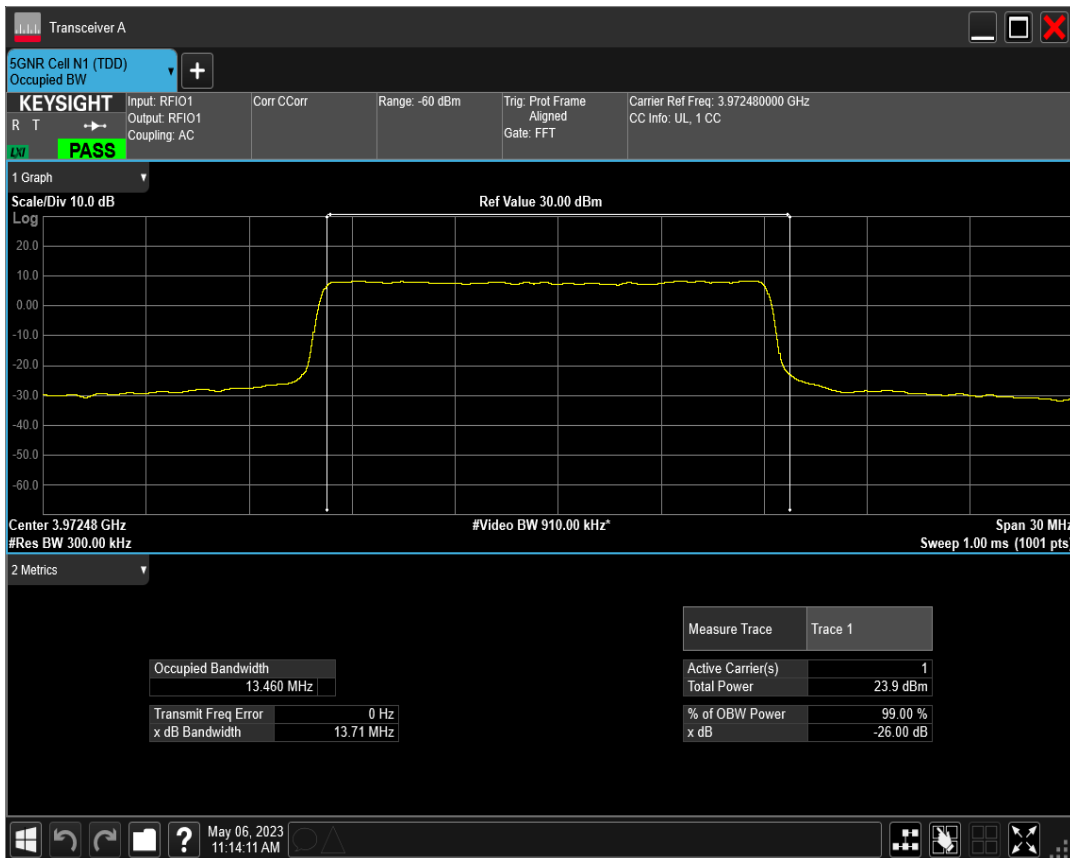 Transceiver A
5GNR Cell N1 (TDD)
Occupied BW
KEYSIGHT
R T
LXI
PASS
Input: RFIO1
Output: RFIO1
Coupling: AC
Corr CCorr
Range: -60 dBm
Trig: Prot Frame
Aligned
Gate: FFT
Carrier Ref Freq: 3.972480000 GHz
CC Info: UL, 1 CC
1 Graph
Scale/Div 10.0 dB
Ref Value 30.00 dBm
Log
20.0
10.0
0.00
-10.0
-20.0
-30.0
-40.0
-50.0
-60.0
Center 3.97248 GHz
#Video BW 910.00 kHz*
Span 30 MHz
#Res BW 300.00 kHz
Sweep 1.00 ms (1001 pts)
2 Metrics
Measure Trace Trace 1
Occupied Bandwidth
13.460 MHz
Active Carrier(s) 1
Total Power 23.9 dBm
Transmit Freq Error 0 Hz
x dB Bandwidth 13.71 MHz
% of OBW Power 99.00 %
x dB -26.00 dB
?
May 06, 2023
11:14:11 AM